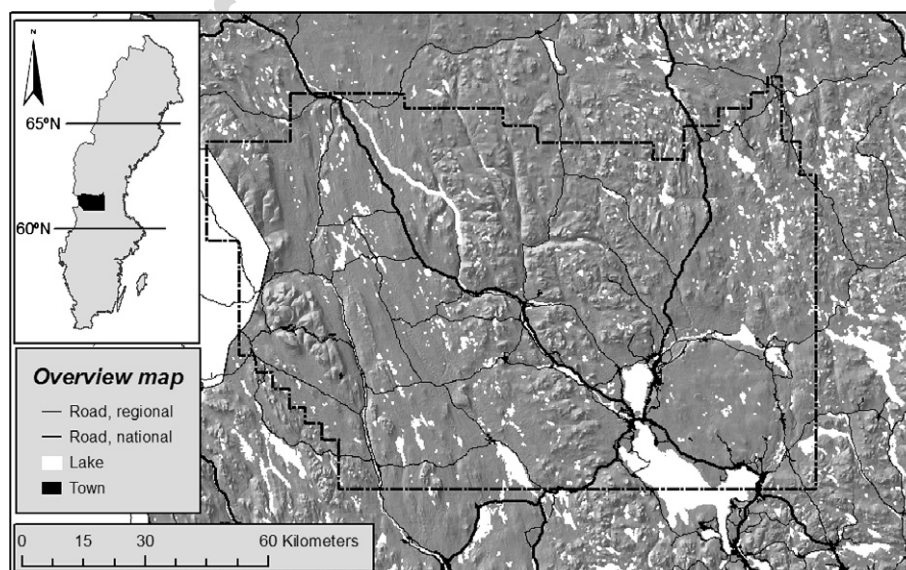 N
65ºN
60ºN
Overview map
Road, regional
Road, national
Lake
Town
0 15 30 60 Kilometers